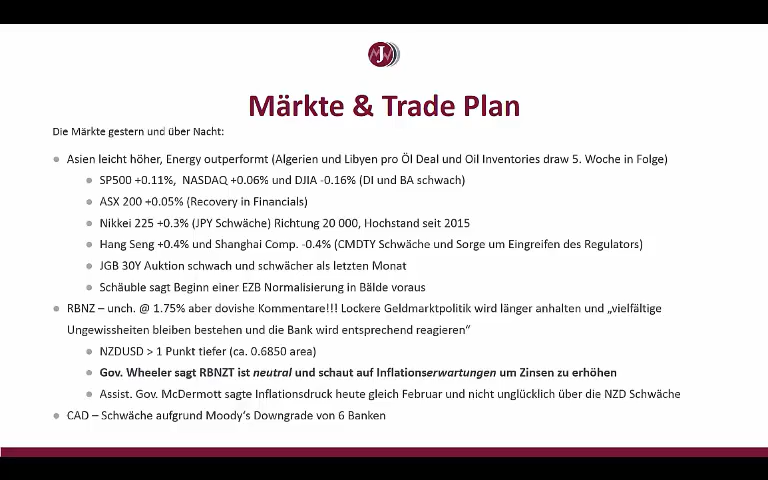 J
Märkte & Trade Plan
Die Märkte gestern und über Nacht:
Asien leicht höher, Energy outperformt (Algerien und Libyen pro Öl Deal und Oil Inventories draw 5. Woche in Folge)
SP500 +0.11%, NASDAQ +0.06% und DJIA -0.16% (DI und BA schwach)
ASX 200 +0.05% (Recovery in Financials)
Nikkei 225 +0.3% (JPY Schwäche) Richtung 20 000, Hochstand seit 2015
Hang Seng +0.4% und Shanghai Comp. -0.4% (CMDTY Schwäche und Sorge um Eingreifen des Regulators)
JGB 30Y Auktion schwach und schwächer als letzten Monat
Schäuble sagt Beginn einer EZB Normalisierung in Bälde voraus
RBNZ – unch. @ 1.75% aber dovishe Kommentare!!! Lockere Geldmarktpolitik wird länger anhalten und „vielfältige
Ungewissheiten bleiben bestehen und die Bank wird entsprechend reagieren“
NZDUSD > 1 Punkt tiefer (ca. 0.6850 area)
Gov. Wheeler sagt RBNZT ist neutral und schaut auf Inflationserwartungen um Zinsen zu erhöhen
Assist. Gov. McDermott sagte Inflationsdruck heute gleich Februar und nicht unglücklich über die NZD Schwäche
CAD – Schwäche aufgrund Moody‘s Downgrade von 6 Banken